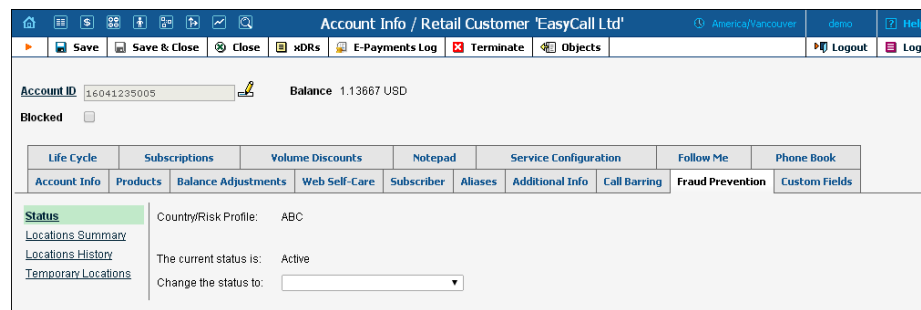 Account Info / Retail Customer 'EasyCall Ltd' America/Vancouver demo Help
Save Save & Close Close xDRs E-Payments Log Terminate Objects Logout Log
Account ID 16041235005 Balance 1.13667 USD
Blocked
Life Cycle Subscriptions Volume Discounts Notepad Service Configuration Follow Me Phone Book
Account Info Products Balance Adjustments Web Self-Care Subscriber Aliases Additional Info Call Barring Fraud Prevention Custom Fields
Status Country/Risk Profile: ABC
Locations Summary
Locations History The current status is: Active
Temporary Locations Change the status to: